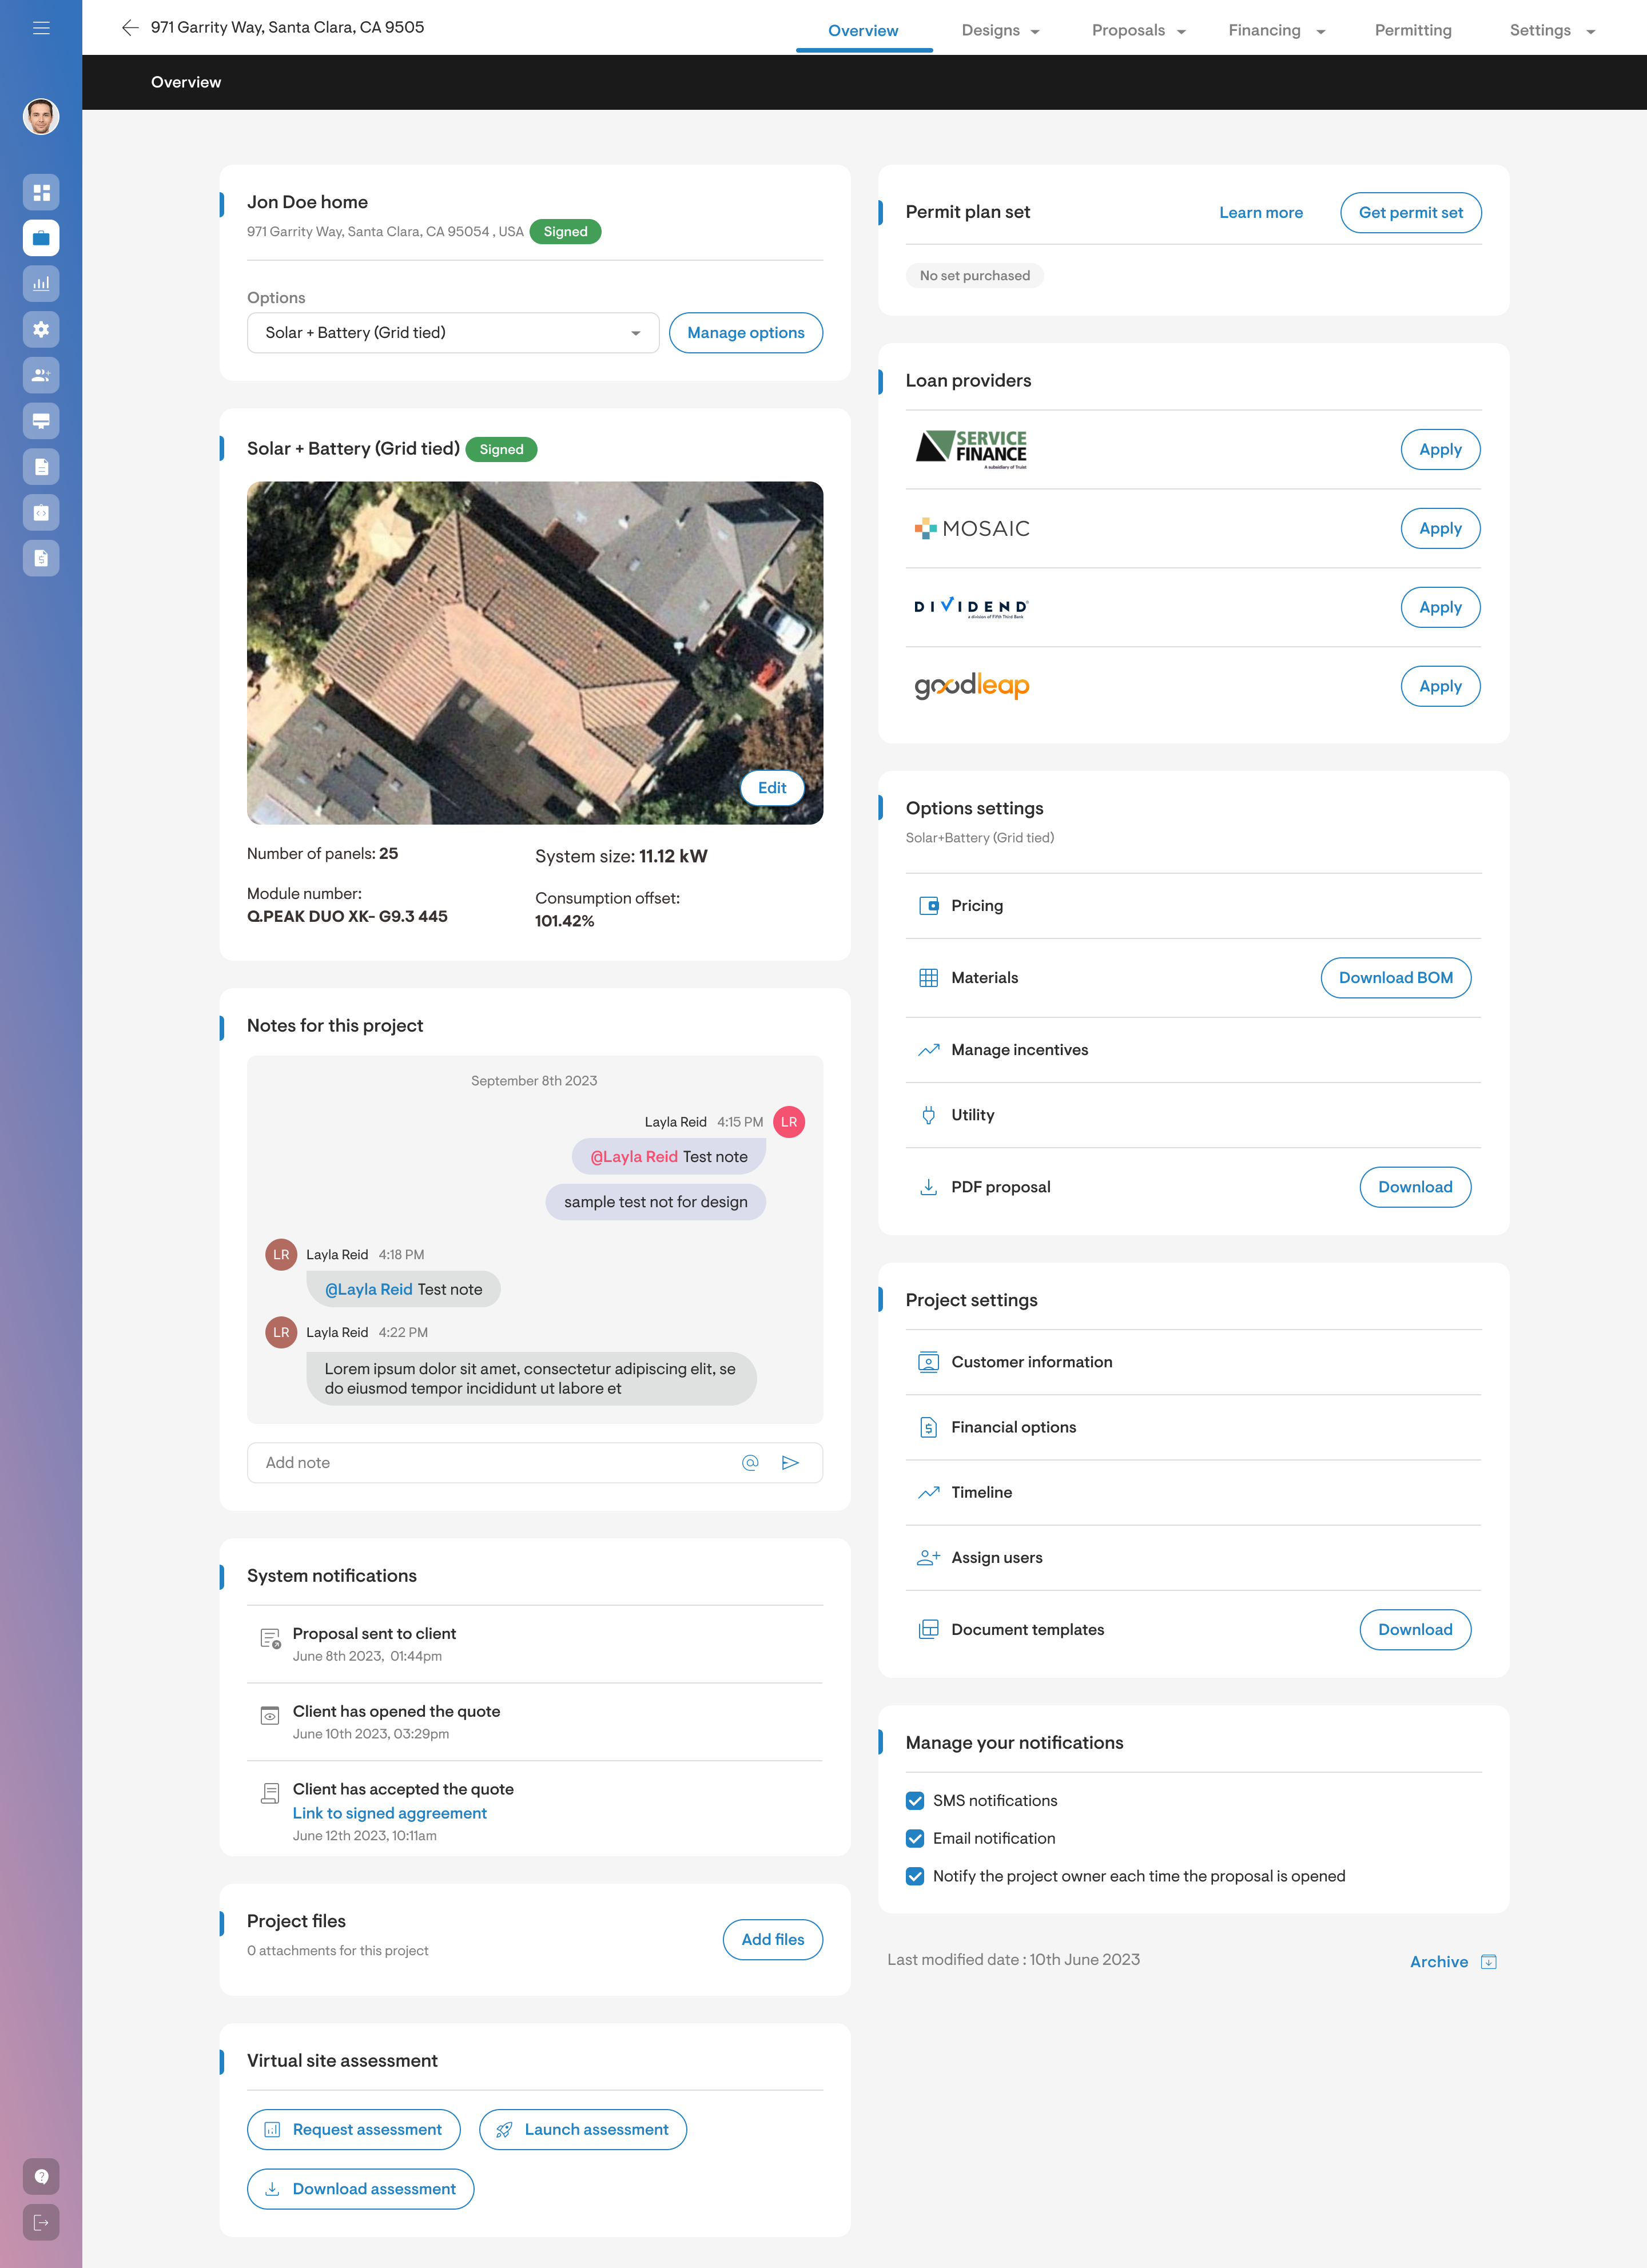 971 Garrity Way, Santa Clara, CA 9505
Overview
Designs
Proposals
Financing
Permitting
Settings
Overview
Jon Doe home
971 Garrity Way, Santa Clara, CA 95054 , USA
Signed
Options
Solar + Battery (Grid tied)
Manage options
Solar + Battery (Grid tied)
Signed
Edit
Number of panels: 25
System size: 11.12 kW
Module number:
Q.PEAK DUO XK- G9.3 445
Consumption offset:
101.42%
Notes for this project
September 8th 2023
Layla Reid 4:15 PM
LR
@Layla Reid Test note
sample test not for design
LR
Layla Reid 4:18 PM
@Layla Reid Test note
LR
Layla Reid 4:22 PM
Lorem ipsum dolor sit amet, consectetur adipiscing elit, se
do eiusmod tempor incididunt ut labore et
Add note
System notifications
Proposal sent to client
June 8th 2023, 01:44pm
Client has opened the quote
June 10th 2023, 03:29pm
Client has accepted the quote
Link to signed aggreement
June 12th 2023, 10:11am
Project files
0 attachments for this project
Add files
Virtual site assessment
Request assessment
Launch assessment
Download assessment
Permit plan set
Learn more
Get permit set
No set purchased
Loan providers
SERVICE
FINANCE
A subsidiary of Truist
Apply
MOSAIC
Apply
DIVIDEND
a division of Fifth Third Bank
Apply
goodleap
Apply
Options settings
Solar+Battery (Grid tied)
Pricing
Materials
Download BOM
Manage incentives
Utility
PDF proposal
Download
Project settings
Customer information
Financial options
Timeline
Assign users
Document templates
Download
Manage your notifications
SMS notifications
Email notification
Notify the project owner each time the proposal is opened
Last modified date : 10th June 2023
Archive